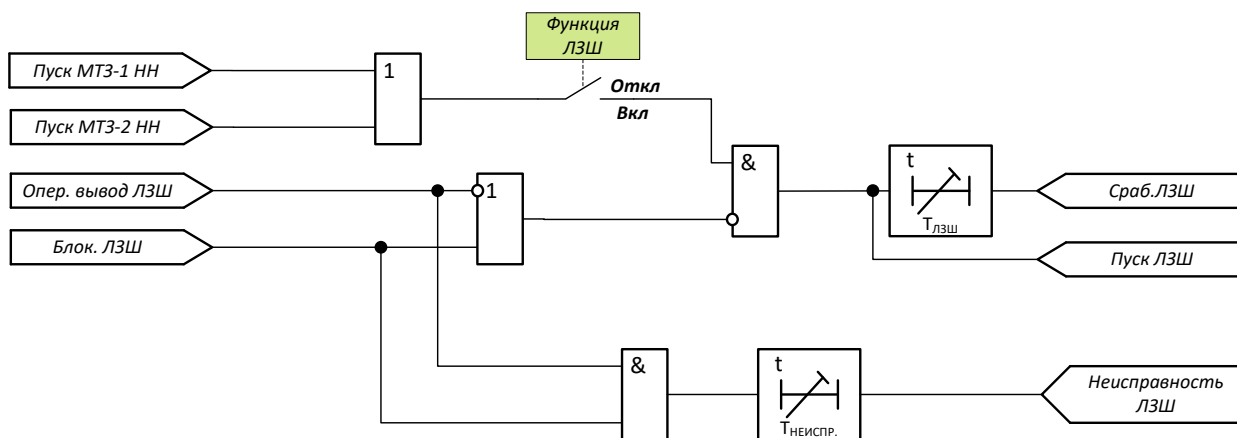 Функция
ЛЗШ
Пуск МТЗ-1 НН
1
Откл
Вкл
Пуск МТЗ-2 НН
&
t
Опер. вывод ЛЗШ
1
Сраб.ЛЗШ
TЛЗШ
Блок. ЛЗШ
Пуск ЛЗШ
&
t
Неисправность
ЛЗШ
TНЕИСПР.